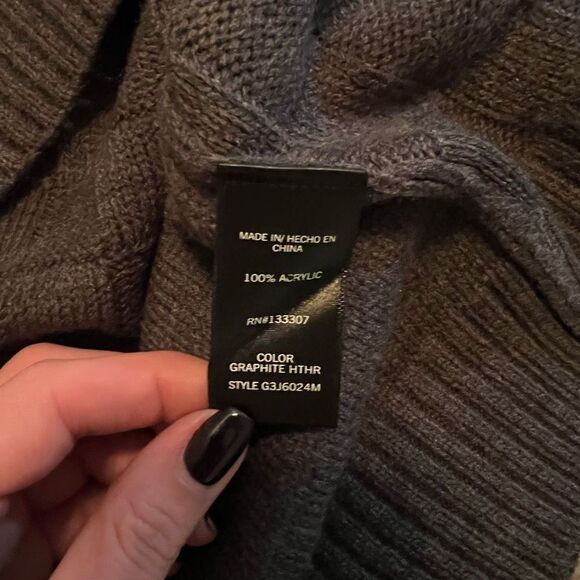 MADE IN/ HECHO EN
CHINA
100% ACRYLIC
RN#133307
COLOR
GRAPHITE HTHR
STYLE G3J6024M